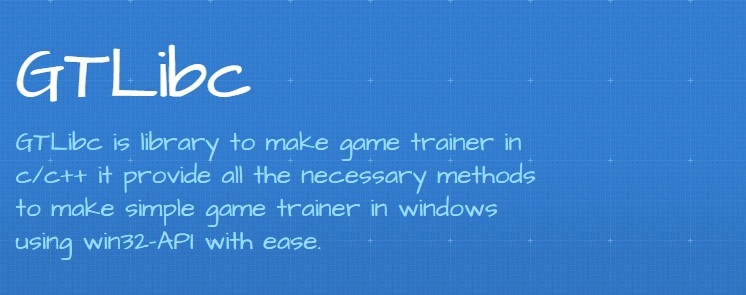 GTLibc
GTLibc is library to make game trainer in
c/c++ it provide all the necessary methods
to make simple game trainer in windows
using win32-API with ease.